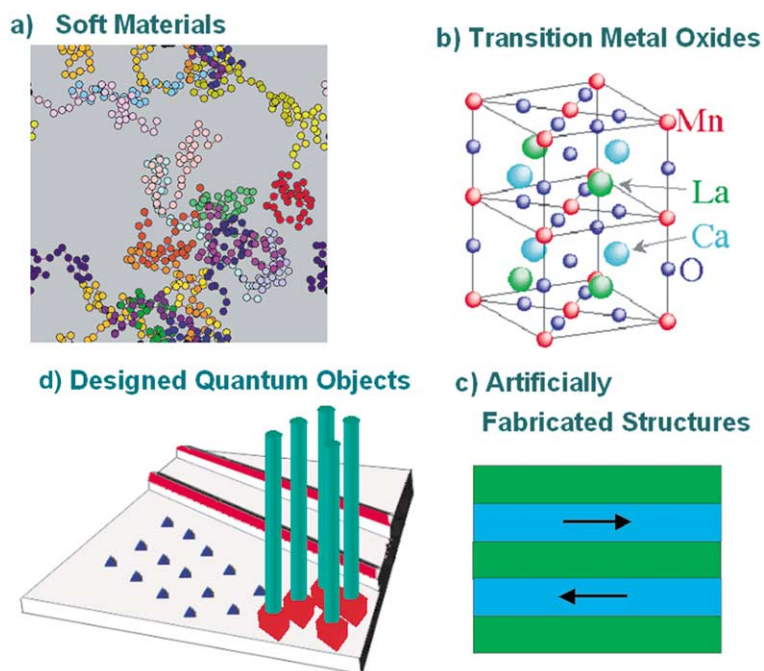 a) Soft Materials
b) Transition Metal Oxides
Mn
La
Ca
O
d) Designed Quantum Objects
c) Artificially
Fabricated Structures